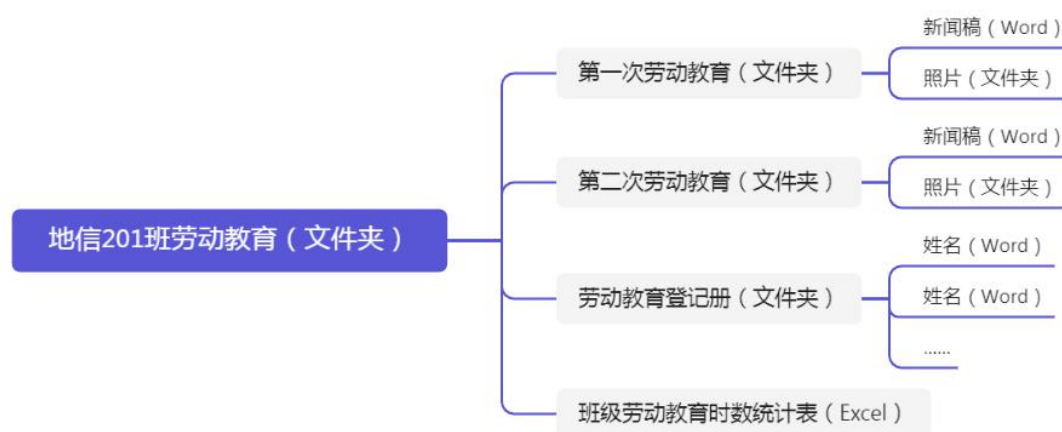 地信201班劳动教育（文件夹）
第一次劳动教育（文件夹）
新闻稿（Word）
照片（文件夹）
第二次劳动教育（文件夹）
新闻稿（Word）
照片（文件夹）
劳动教育登记册（文件夹）
姓名（Word）
姓名（Word）
......
班级劳动教育时数统计表（Excel）